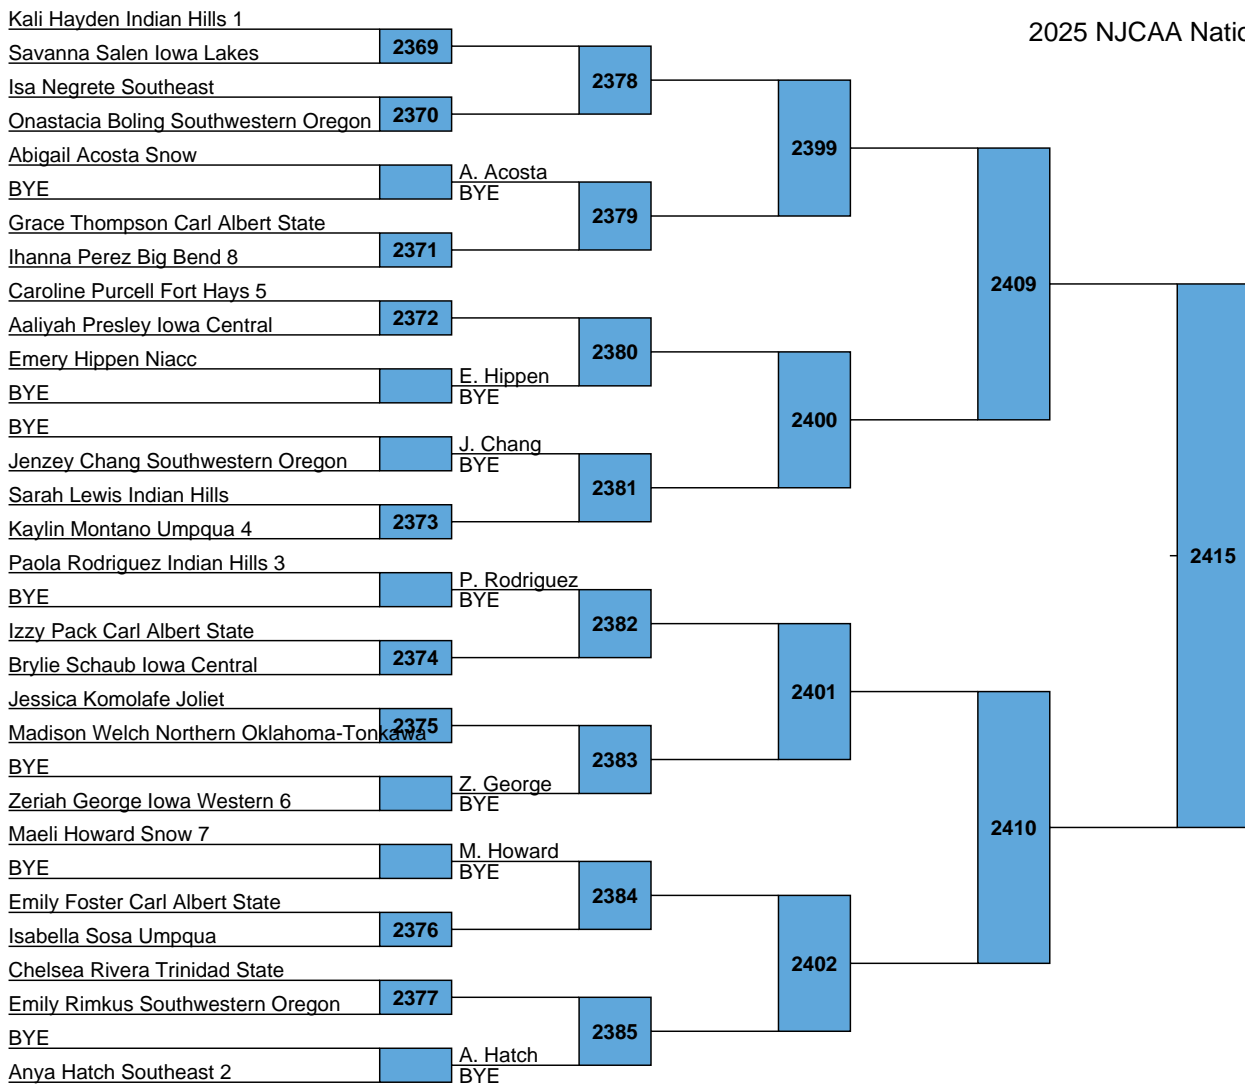 Kali Hayden Indian Hills 1
2025 NJCAA Natio
2369
Savanna Salen Iowa Lakes
2378
Isa Negrete Southeast
2370
Onastacia Boling Southwestern Oregon
2399
Abigail Acosta Snow
A. Acosta
BYE
BYE
2379
Grace Thompson Carl Albert State
2371
Ihanna Perez Big Bend 8
2409
Caroline Purcell Fort Hays 5
2372
Aaliyah Presley Iowa Central
2380
Emery Hippen Niacc
E. Hippen
BYE
BYE
2400
BYE
J. Chang
Jenzey Chang Southwestern Oregon
BYE
2381
Sarah Lewis Indian Hills
2373
Kaylin Montano Umpqua 4
2415
Paola Rodriguez Indian Hills 3
P. Rodriguez
BYE
BYE
2382
Izzy Pack Carl Albert State
2374
Brylie Schaub Iowa Central
2401
Jessica Komolafe Joliet
2375
Madison Welch Northern Oklahoma-Tonkawa
2383
BYE
Z. George
Zeriah George Iowa Western 6
BYE
2410
Maeli Howard Snow 7
M. Howard
BYE
BYE
2384
Emily Foster Carl Albert State
2376
Isabella Sosa Umpqua
2402
Chelsea Rivera Trinidad State
2377
Emily Rimkus Southwestern Oregon
2385
BYE
A. Hatch
Anya Hatch Southeast 2
BYE